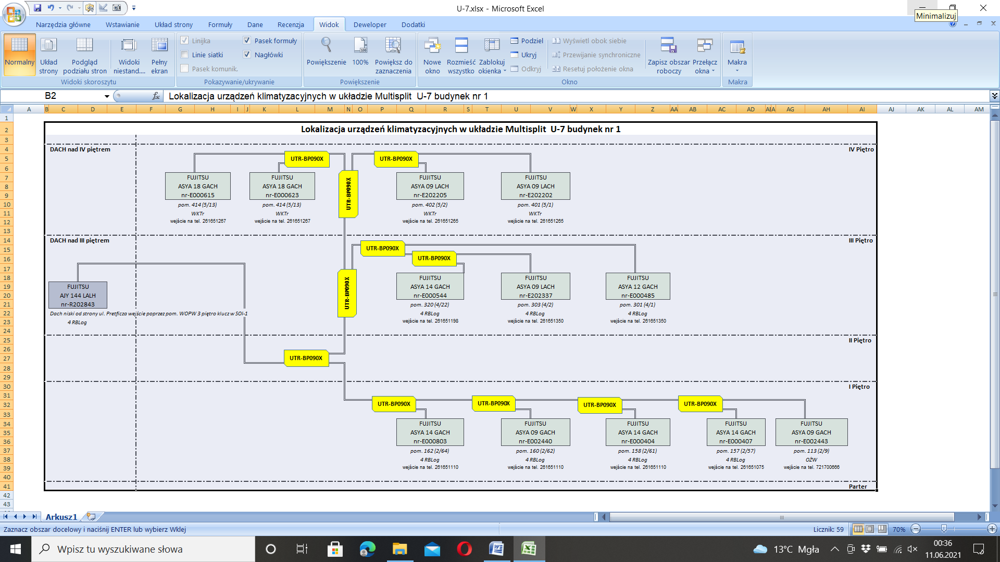 U-7.xlsx - Microsoft Excel
Minimalizuj
Narzędzia główne Wstawianie Układ strony Formuły Dane Recenzja Widok Deweloper Dodatki
Normalny
Układ strony
Podgląd podziału stron
Widoki niestand....
Pełny ekran
Widoki skoroszytu
Linijka
Linie siatki
Pasek komunik.
Pasek formuły
Nagłówki
Pokazywanie/ukrywanie
Powiększenie
100%
Powiększ do zaznaczenia
Powiększenie
Nowe okno
Rozmieść wszystko
Zablokuj okienka
Podziel
Ukryj
Odkryj
Wyświetl obok siebie
Przewijanie synchroniczne
Resetuj położenie okna
Zapisz obszar roboczy
Przełącz okna
Okno
Makra
Makra
B2
fx
Lokalizacja urządzeń klimatyzacyjnych w układzie Multisplit  U-7 budynek nr 1
A B C D E F G H I J K L M N O P Q R S T U V W X Y Z AA AB AC AD AG AH AI AJ AK AL AM
1 2 3 4 5 6 7 8 9 10 11 12 13 14 15 16 17 18 19 20 21 22 23 24 25 26 27 28 29 30 31 32 33 34 35 36 37 38 39 40 41 42 43
Lokalizacja urządzeń klimatyzacyjnych w układzie Multisplit  U-7 budynek nr 1
DACH nad IV piętrem
IV Piętro
UTR-BP090X
UTR-BP090X
UTR-BP090X
FUJITSU
ASYA 18 GACH
nr-E000615
pom. 414 (5/13)
WKTr
wejście na tel. 261651267
FUJITSU
ASYA 18 GACH
nr-E000623
pom. 414 (5/13)
WKTr
wejście na tel. 261651267
FUJITSU
ASYA 09 LACH
nr-E202205
pom. 402 (5/2)
WKTr
wejście na tel. 261651265
FUJITSU
ASYA 09 LACH
nr-E202202
pom. 401 (5/1)
WKTr
wejście na tel. 261651265
DACH nad III piętrem
III Piętro
UTR-BP090X
UTR-BP090X
UTR-BP090X
FUJITSU
AJY 144 LALH
nr-R202843
Dach niski od strony ul. Pretficza wejście poprzez pom. WOPW 3 piętro klucz w SOI-1
4 RBLog
FUJITSU
ASYA 14 GACH
nr-E000544
pom. 320 (4/22)
4 RBLog
wejście na tel. 261651198
FUJITSU
ASYA 09 LACH
nr-E202337
pom. 303 (4/2)
4 RBLog
wejście na tel. 261651350
FUJITSU
ASYA 12 GACH
nr-E000485
pom. 301 (4/1)
4 RBLog
wejście na tel. 261651350
II Piętro
UTR-BP090X
I Piętro
UTR-BP090X
UTR-BP090X
UTR-BP090X
UTR-BP090X
FUJITSU
ASYA 14 GACH
nr-E000803
pom. 162 (2/64)
4 RBLog
wejście na tel. 261651110
FUJITSU
ASYA 09 GACH
nr-E002440
pom. 160 (2/62)
4 RBLog
wejście na tel. 261651110
FUJITSU
ASYA 14 GACH
nr-E000404
pom. 158 (2/61)
4 RBLog
wejście na tel. 261651110
FUJITSU
ASYA 14 GACH
nr-E000407
pom. 157 (2/57)
4 RBLog
wejście na tel. 261651075
FUJITSU
ASYA 09 GACH
nr-E002443
pom. 113 (2/9)
OŻW
wejście na tel. 721700666
Parter
Arkusz1
Zaznacz obszar docelowy i naciśnij ENTER lub wybierz Wklej
Licznik: 59
70%
Wpisz tu wyszukiwane słowa
13°C Mgła
00:36
11.06.2021